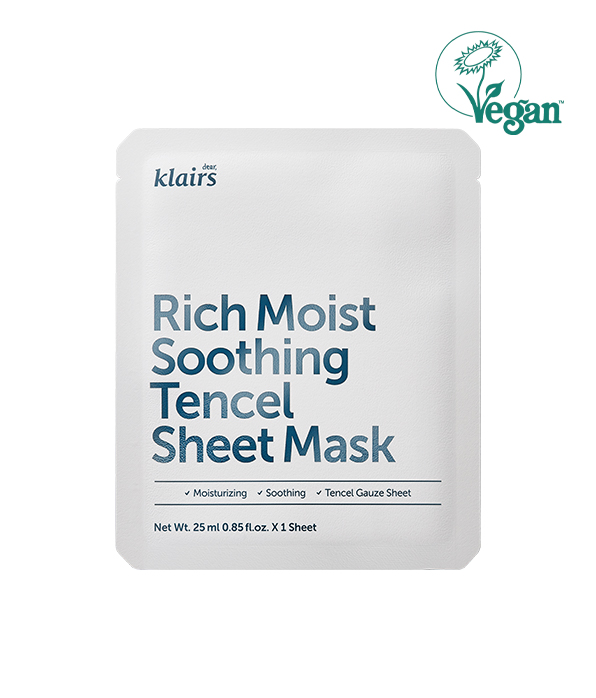 Vegan™
dear,
klairs
Rich Moist
Soothing
Tencel
Sheet Mask
✓ Moisturizing ✓ Soothing ✓ Tencel Gauze Sheet
Net Wt. 25 ml 0.85 fl.oz. X 1 Sheet